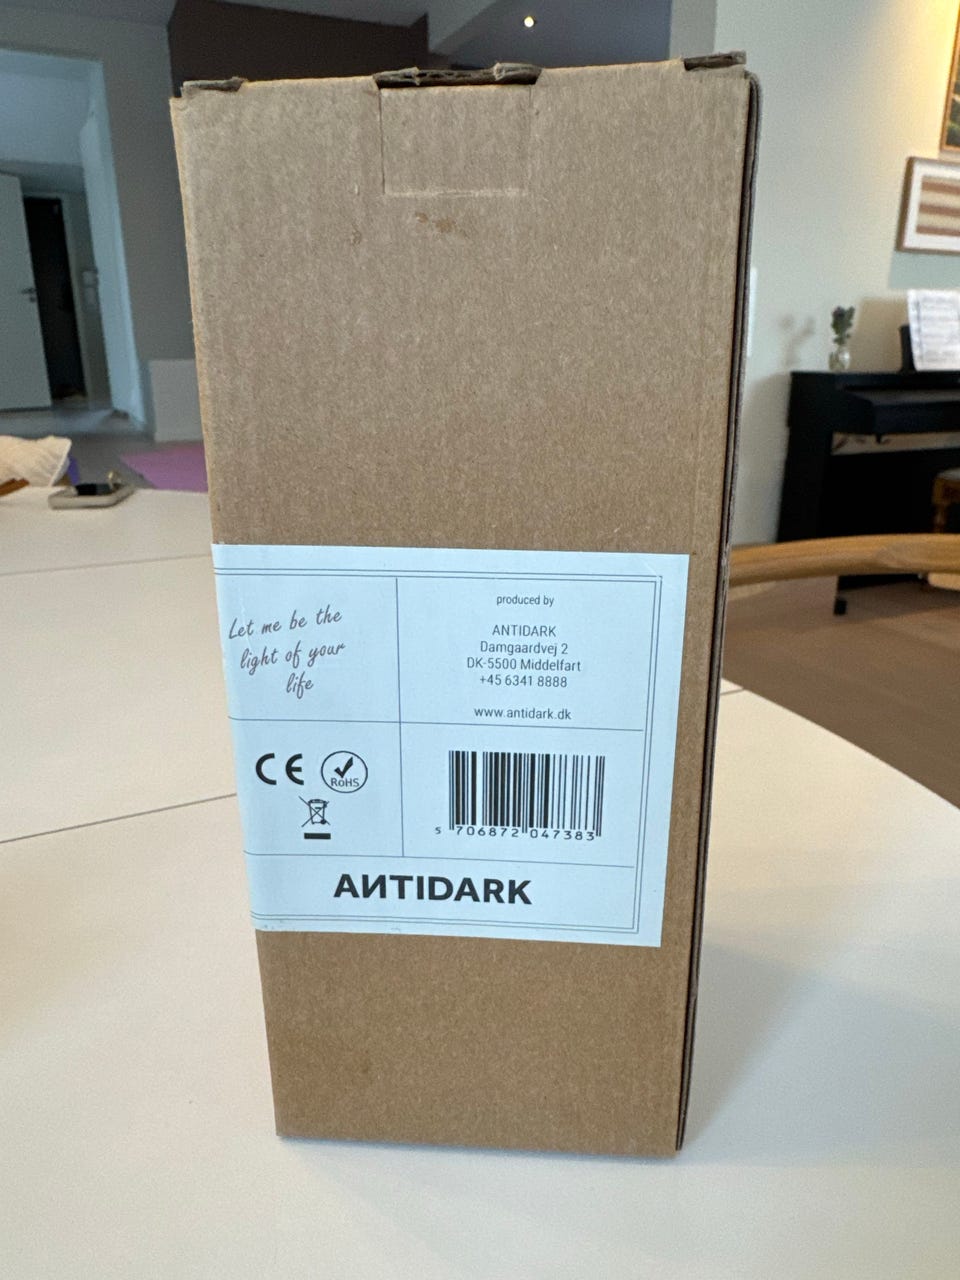 Let me be the
light of your
life
produced by
ANTIDARK
Damgaardvej 2
DK-5500 Middelfart
+45 6341 8888
www.antidark.dk
CE
RoHS
5 706872 047383
AИTIDARK